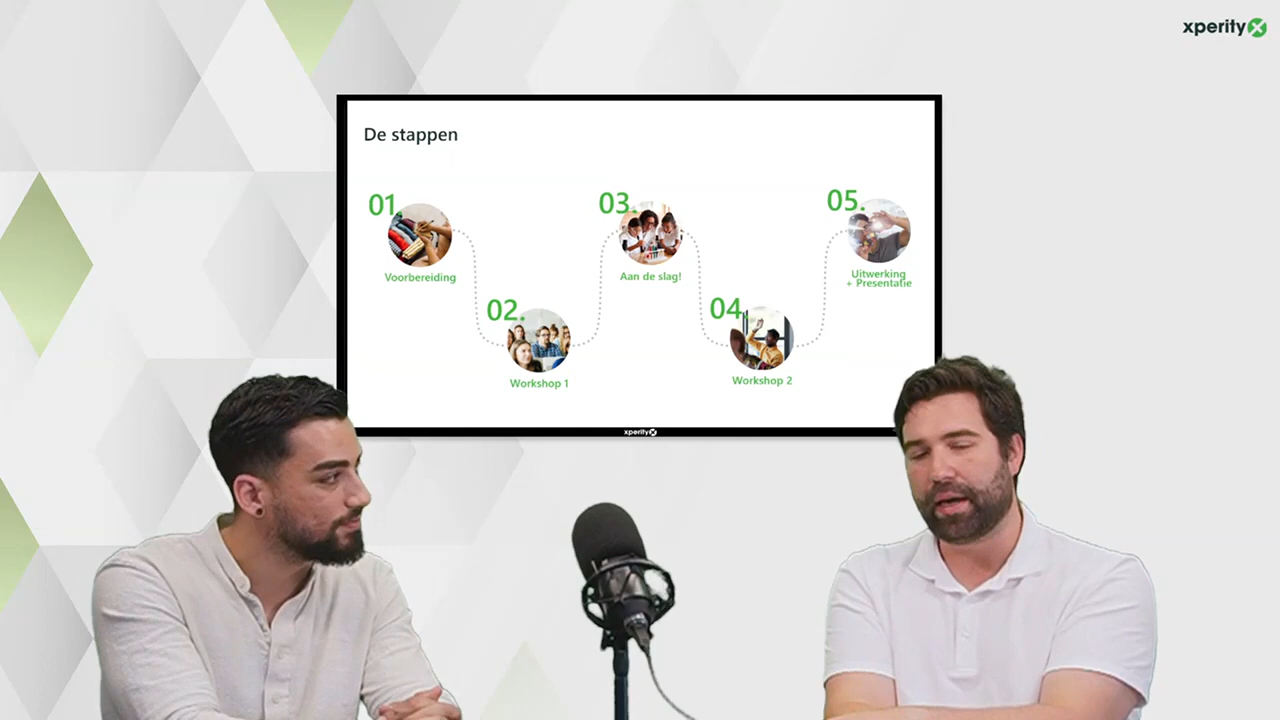 xperity
De stappen
01.
Voorbereiding
02.
Workshop 1
03.
Aan de slag!
04.
Workshop 2
05.
Uitwerking
+ Presentatie
xperity